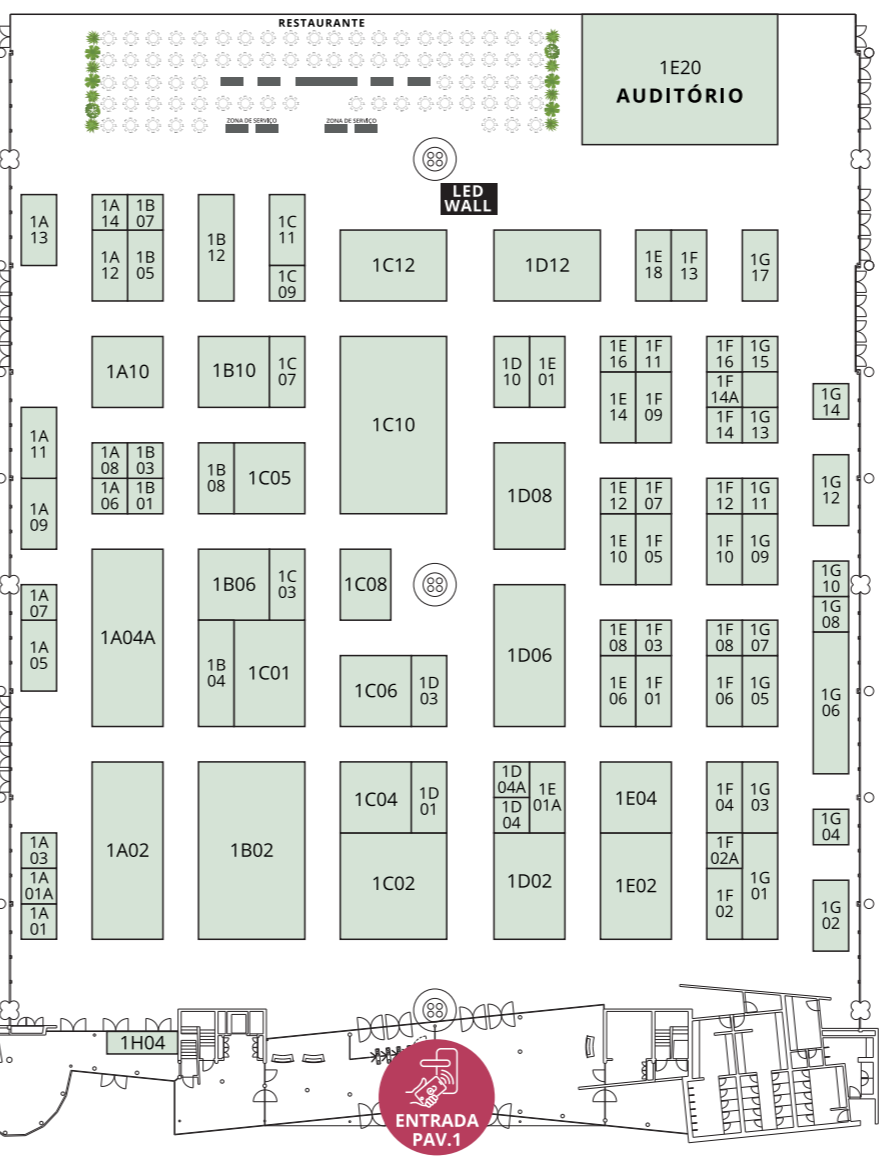 RESTAURANTE
1E20
AUDITÓRIO
ZONA DE SERVIÇO
ZONA DE SERVIÇO
LED
WALL
1A
13
1A
14
1B
07
1A
12
1B
05
1B
12
1C
11
1C
09
1C12
1D12
1E
18
1F
13
1G
17
1A10
1B10
1C
07
1C10
1D
10
1E
01
1E
16
1F
11
1E
14
1F
09
1F
16
1G
15
1F
14A
1F
14
1G
13
1G
14
1A
11
1A
09
1A
08
1B
03
1A
06
1B
01
1B
08
1C05
1D08
1E
12
1F
07
1E
10
1F
05
1F
12
1G
11
1F
10
1G
09
1G
12
1A
07
1A
05
1A04A
1B06
1C
03
1B
04
1C01
1C08
1C06
1D
03
1D06
1E
08
1F
03
1E
06
1F
01
1F
08
1G
07
1F
06
1G
05
1G
10
1G
08
1G
06
1A
03
1A
01A
1A
01
1A02
1B02
1C04
1D
01
1C02
1D
04A
1D
04
1E
01A
1D02
1E04
1E02
1F
04
1G
03
1F
02A
1F
02
1G
01
1G
04
1G
02
1H04
ENTRADA
PAV.1